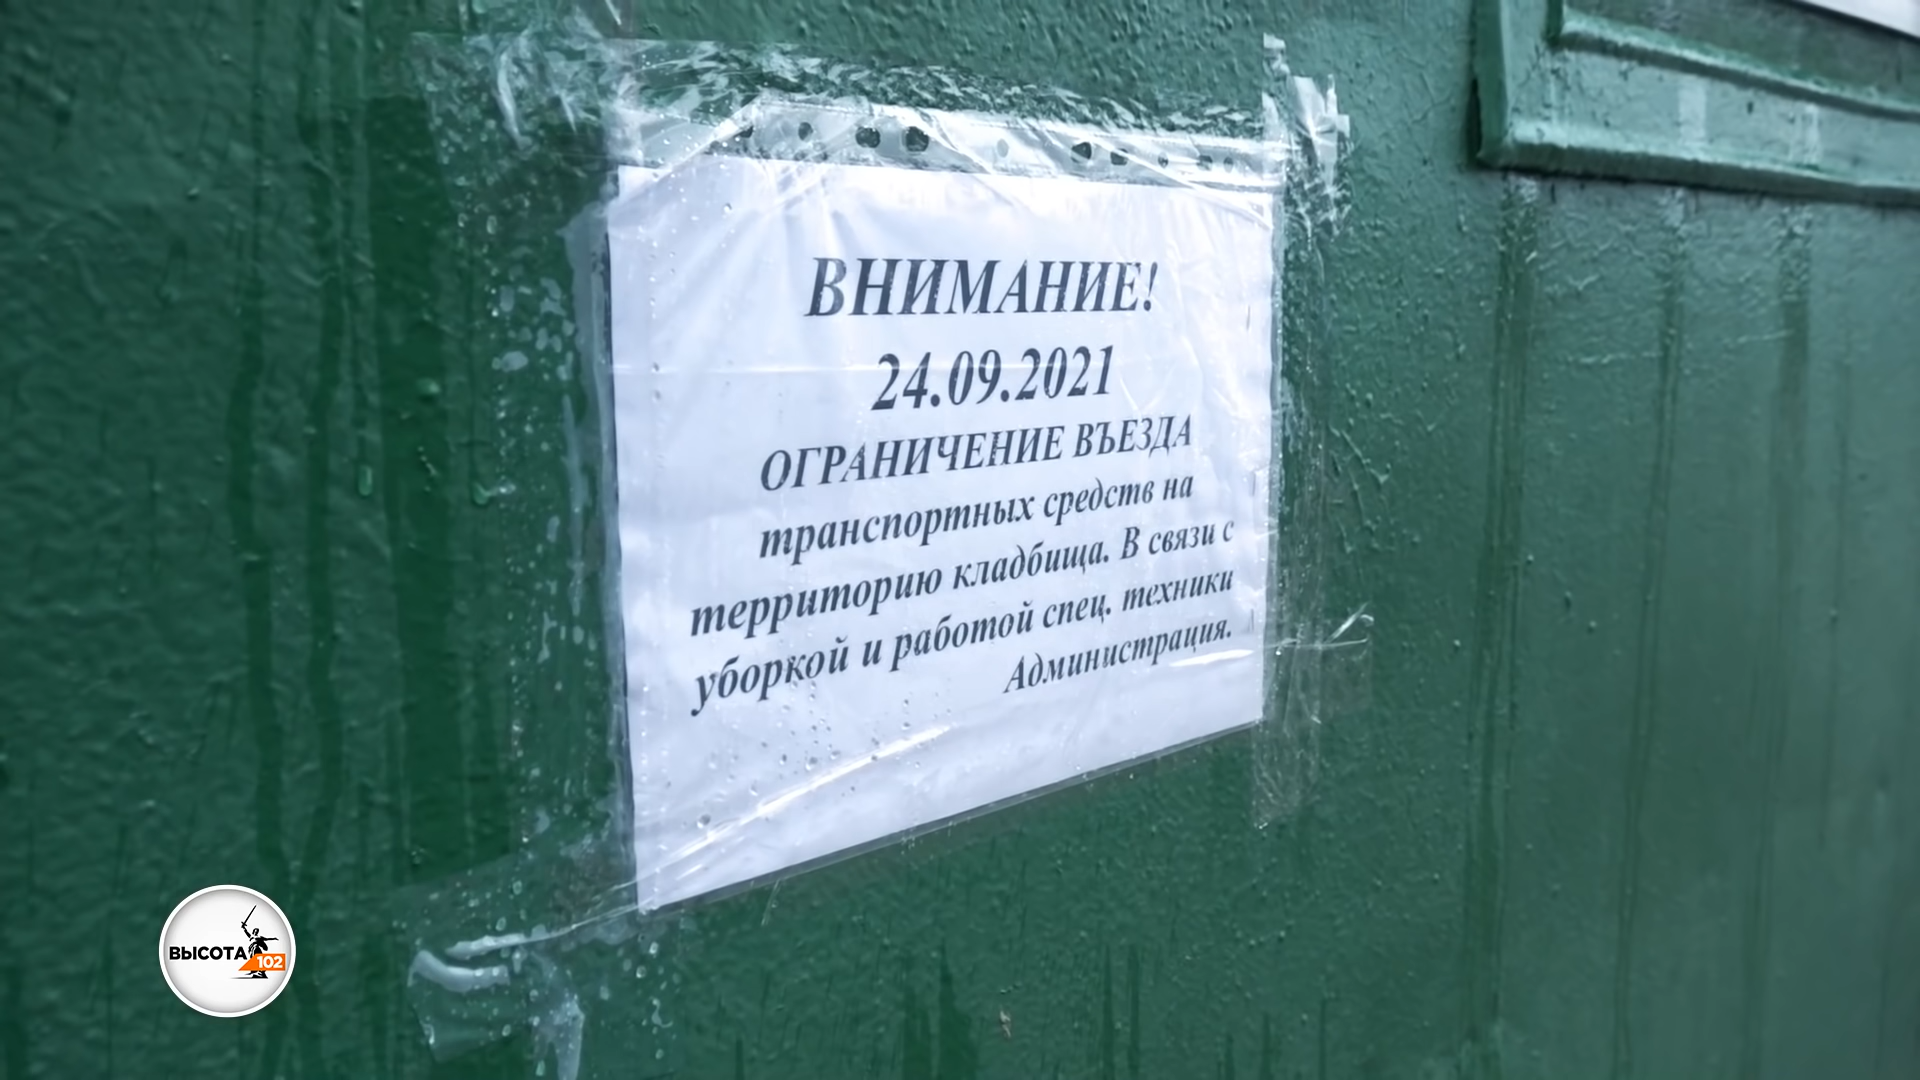 ВНИМАНИЕ!
24.09.2021
ОГРАНИЧЕНИЕ ВЪЕЗДА
транспортных средств на
территорию кладбища. В связи с
уборкой и работой спец. техники
Администрация.
ВЫСОТА
102